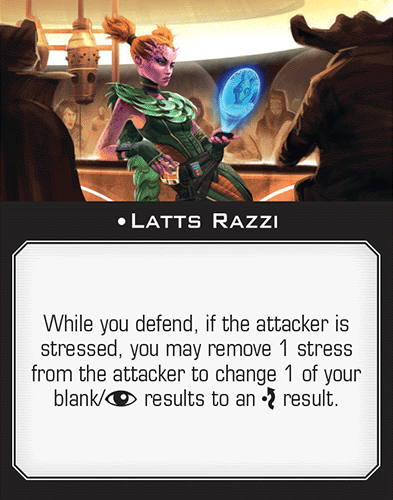 •LATTS RAZZI
While you defend, if the attacker is
stressed, you may remove 1 stress
from the attacker to change 1 of your
blank/ results to an result.